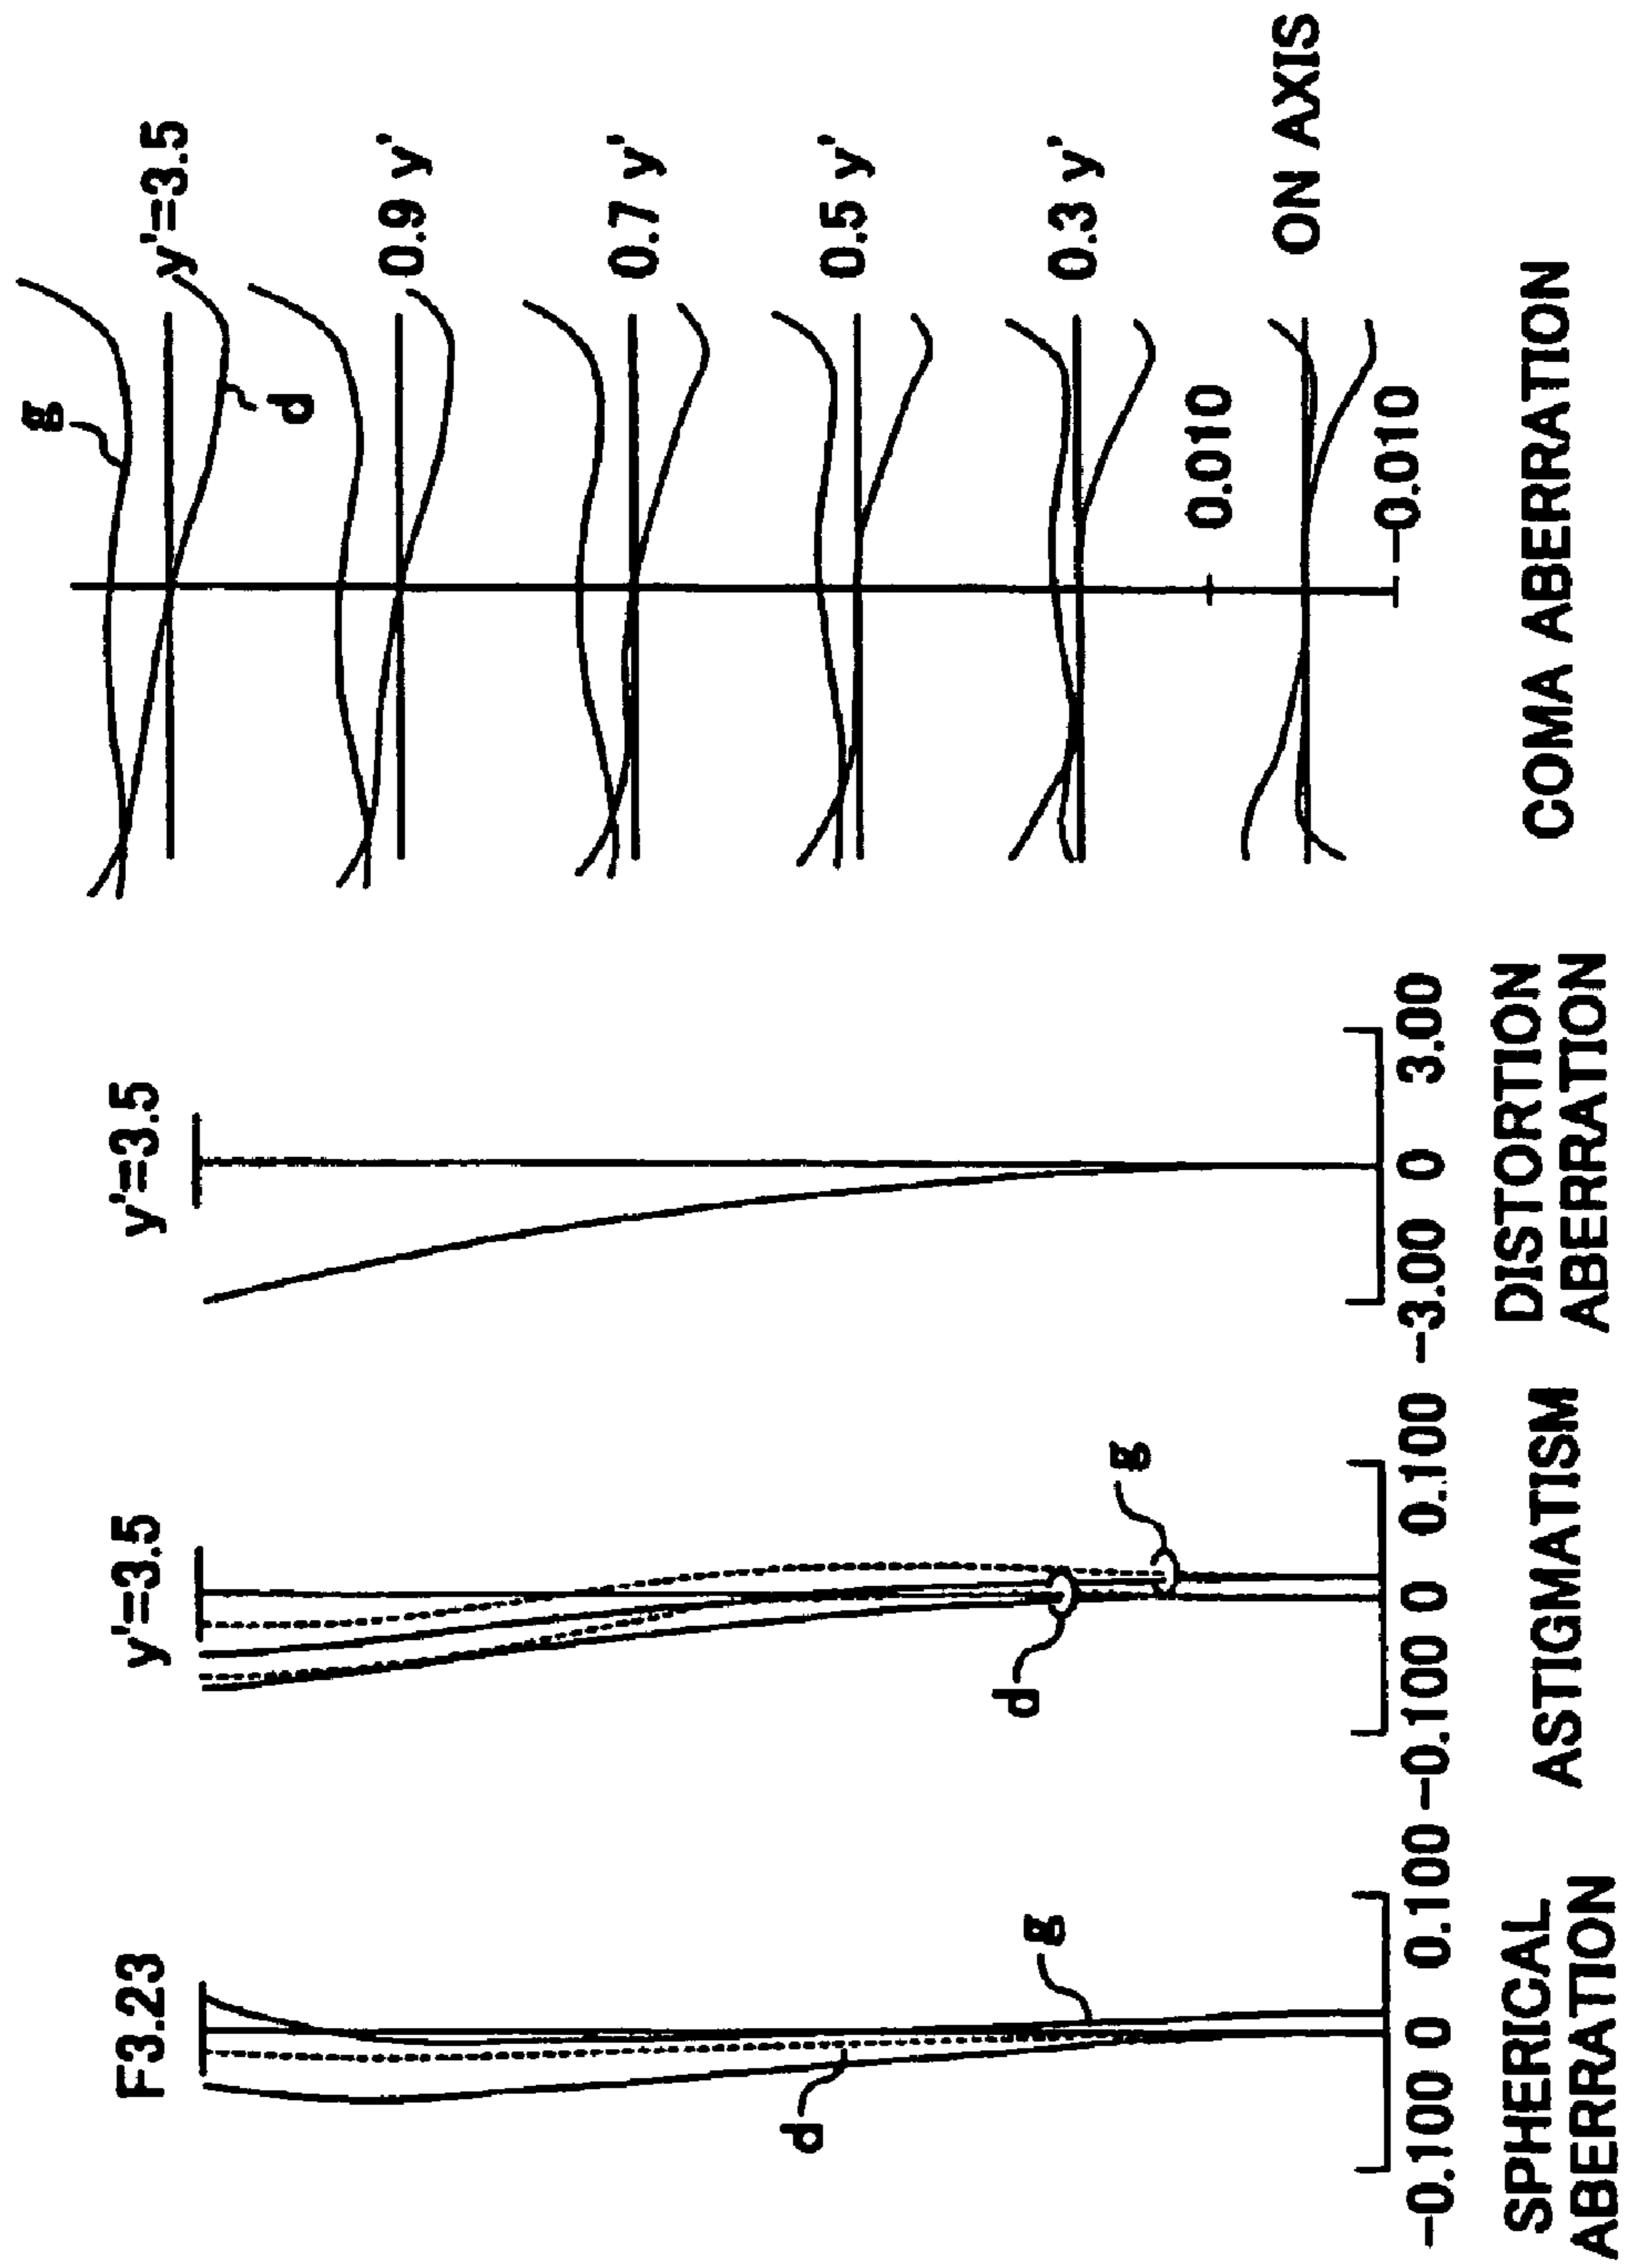 F3.23
g
d
-0.100 0 0.100
SPHERICAL
ABERRATION
y'=3.5
g
d
-0.100 0 0.100
ASTIGMATISM
y'=3.5
-3.00 0 3.00
DISTORTION
ABERRATION
g
y'=3.5
d
0.9 y'
0.7 y'
0.5 y'
0.3 y'
0.010
ON AXIS
-0.010
COMA ABERRATION